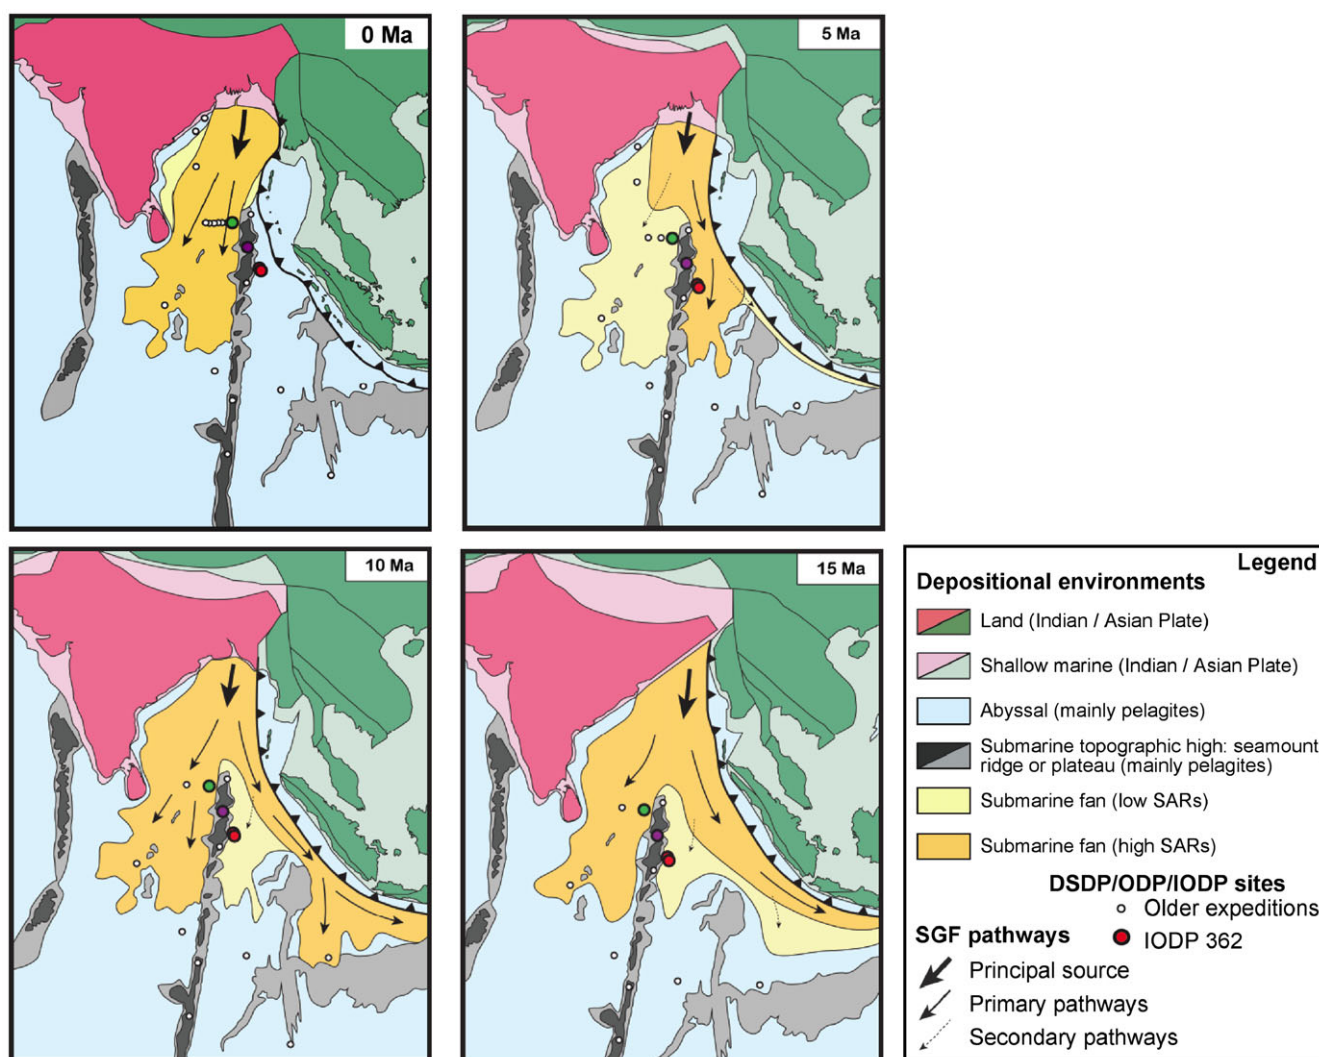 0 Ma
5 Ma
10 Ma
15 Ma
Legend
Depositional environments
Land (Indian / Asian Plate)
Shallow marine (Indian / Asian Plate)
Abyssal (mainly pelagites)
Submarine topographic high: seamount
ridge or plateau (mainly pelagites)
Submarine fan (low SARs)
Submarine fan (high SARs)
DSDP/ODP/IODP sites
Older expeditions
IODP 362
SGF pathways
Principal source
Primary pathways
Secondary pathways